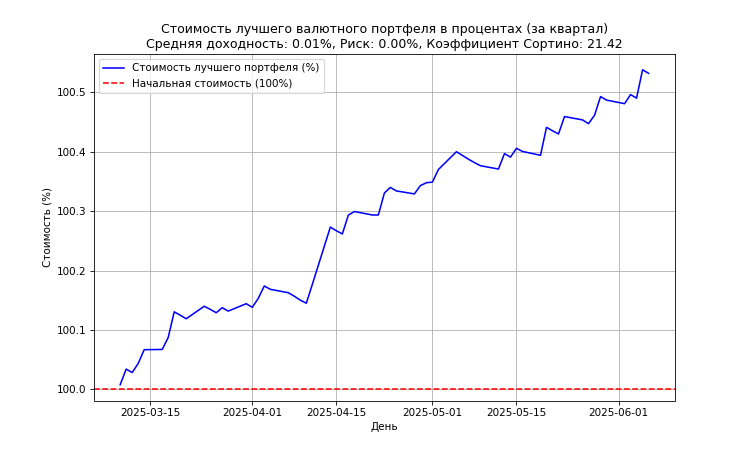 Стоимость лучшего валютного портфеля в процентах (за квартал)
Средняя доходность: 0.01%, Риск: 0.00%, Коэффициент Сортино: 21.42
Стоимость лучшего портфеля (%)
Начальная стоимость (100%)
Стоимость (%)
100.5
100.4
100.3
100.2
100.1
100.0
2025-03-15 2025-04-01 2025-04-15 2025-05-01 2025-05-15 2025-06-01
День